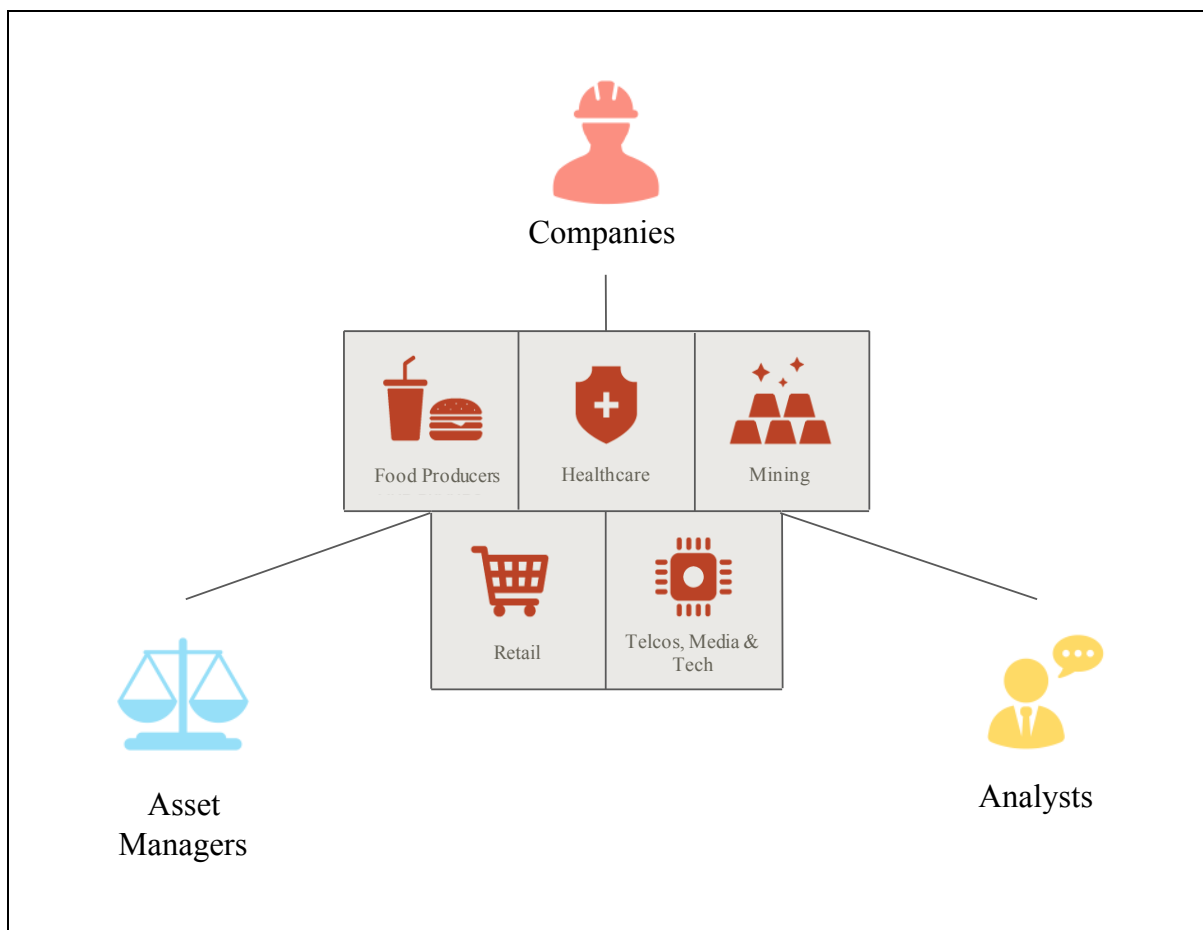 Companies
Food Producers
Healthcare
Mining
Retail
Telcos, Media &
Tech
Asset
Managers
Analysts